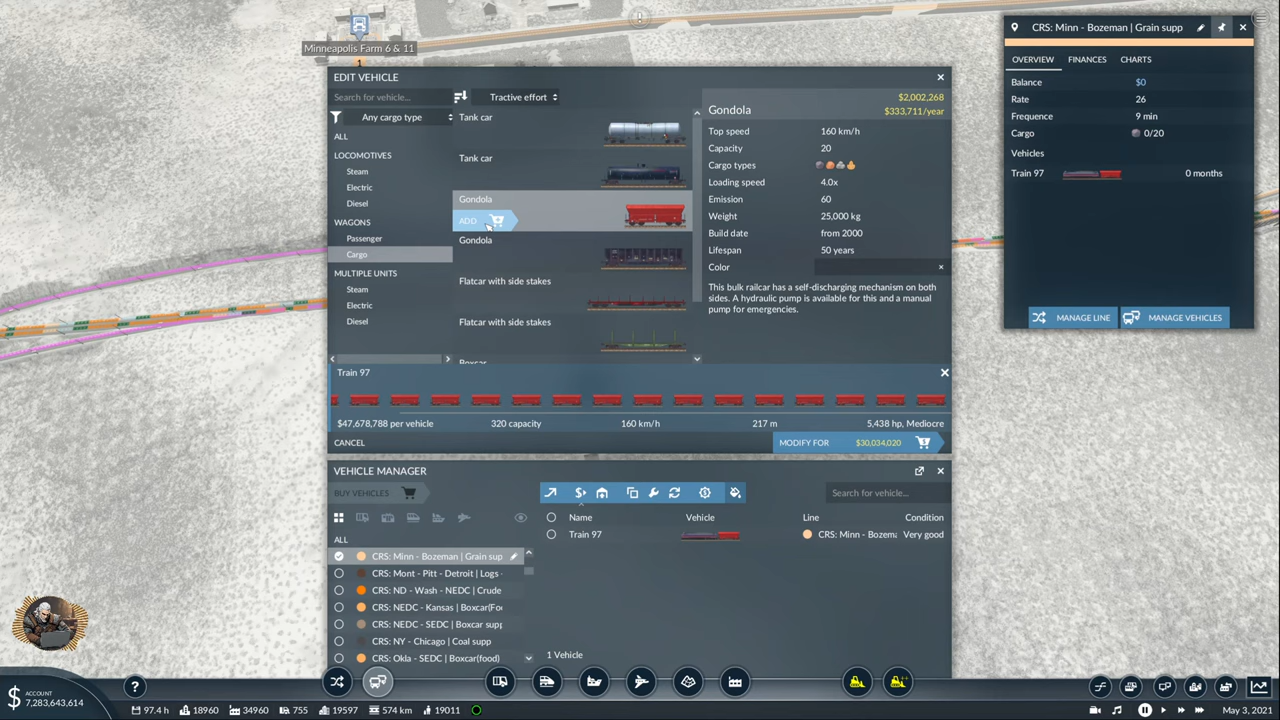 Minneapolis Farm 6 & 11
1
EDIT VEHICLE
Search for vehicle...
Tractive effort
Any cargo type
ALL
LOCOMOTIVES
Steam
Electric
Diesel
WAGONS
Passenger
Cargo
MULTIPLE UNITS
Steam
Electric
Diesel
Tank car
Tank car
Gondola
ADD
Gondola
Flatcar with side stakes
Flatcar with side stakes
Boxcar
$2,002,268
Gondola
$333,711/year
Top speed 160 km/h
Capacity 20
Cargo types
Loading speed 4.0x
Emission 60
Weight 25,000 kg
Build date from 2000
Lifespan 50 years
Color
This bulk railcar has a self-discharging mechanism on both
sides. A hydraulic pump is available for this and a manual
pump for emergencies.
Train 97
$47,678,788 per vehicle 320 capacity 160 km/h 217 m 5,438 hp, Mediocre
CANCEL
MODIFY FOR $30,034,020
VEHICLE MANAGER
BUY VEHICLES
Search for vehicle...
Name Vehicle Line Condition
Train 97 CRS: Minn - Bozema Very good
ALL
CRS: Minn - Bozeman | Grain sup
CRS: Mont - Pitt - Detroit | Logs -
CRS: ND - Wash - NEDC | Crude
CRS: NEDC - Kansas | Boxcar(Foo
CRS: NEDC - SEDC | Boxcar supp
CRS: NY - Chicago | Coal supp
CRS: Okla - SEDC | Boxcar(food)
1 Vehicle
CRS: Minn - Bozeman | Grain supp
OVERVIEW FINANCES CHARTS
Balance $0
Rate 26
Frequence 9 min
Cargo 0/20
Vehicles
Train 97 0 months
MANAGE LINE MANAGE VEHICLES
$ ACCOUNT
7,283,643,614
?
97.4 h 18960 34960 755 19597 574 km 19011
May 3, 2021